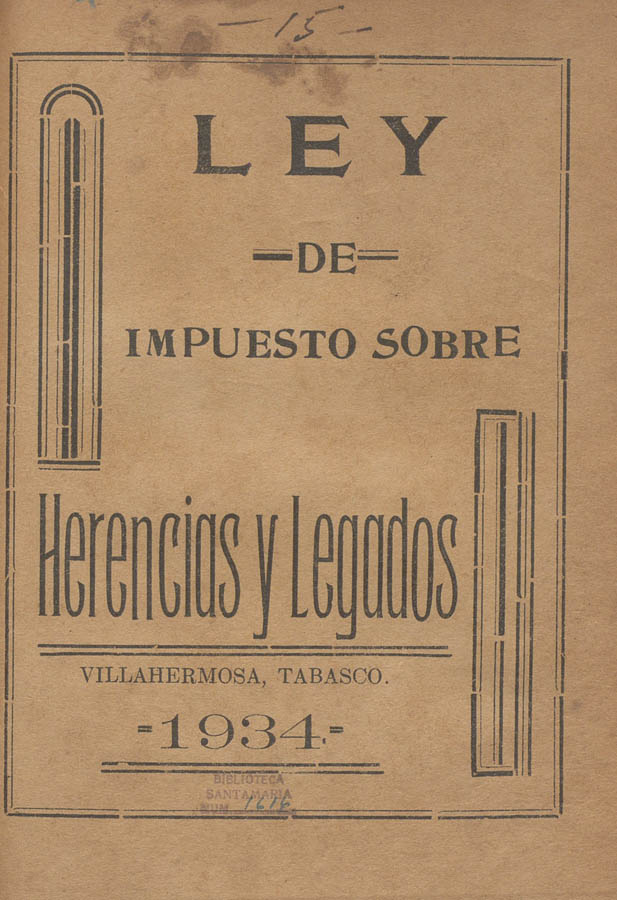 -15-
LEY
=DE=
IMPUESTO SOBRE
Herencias y Legados
VILLAHERMOSA, TABASCO.
=1934.=
BIBLIOTECA
SANTAMARIA
NUM. 1616